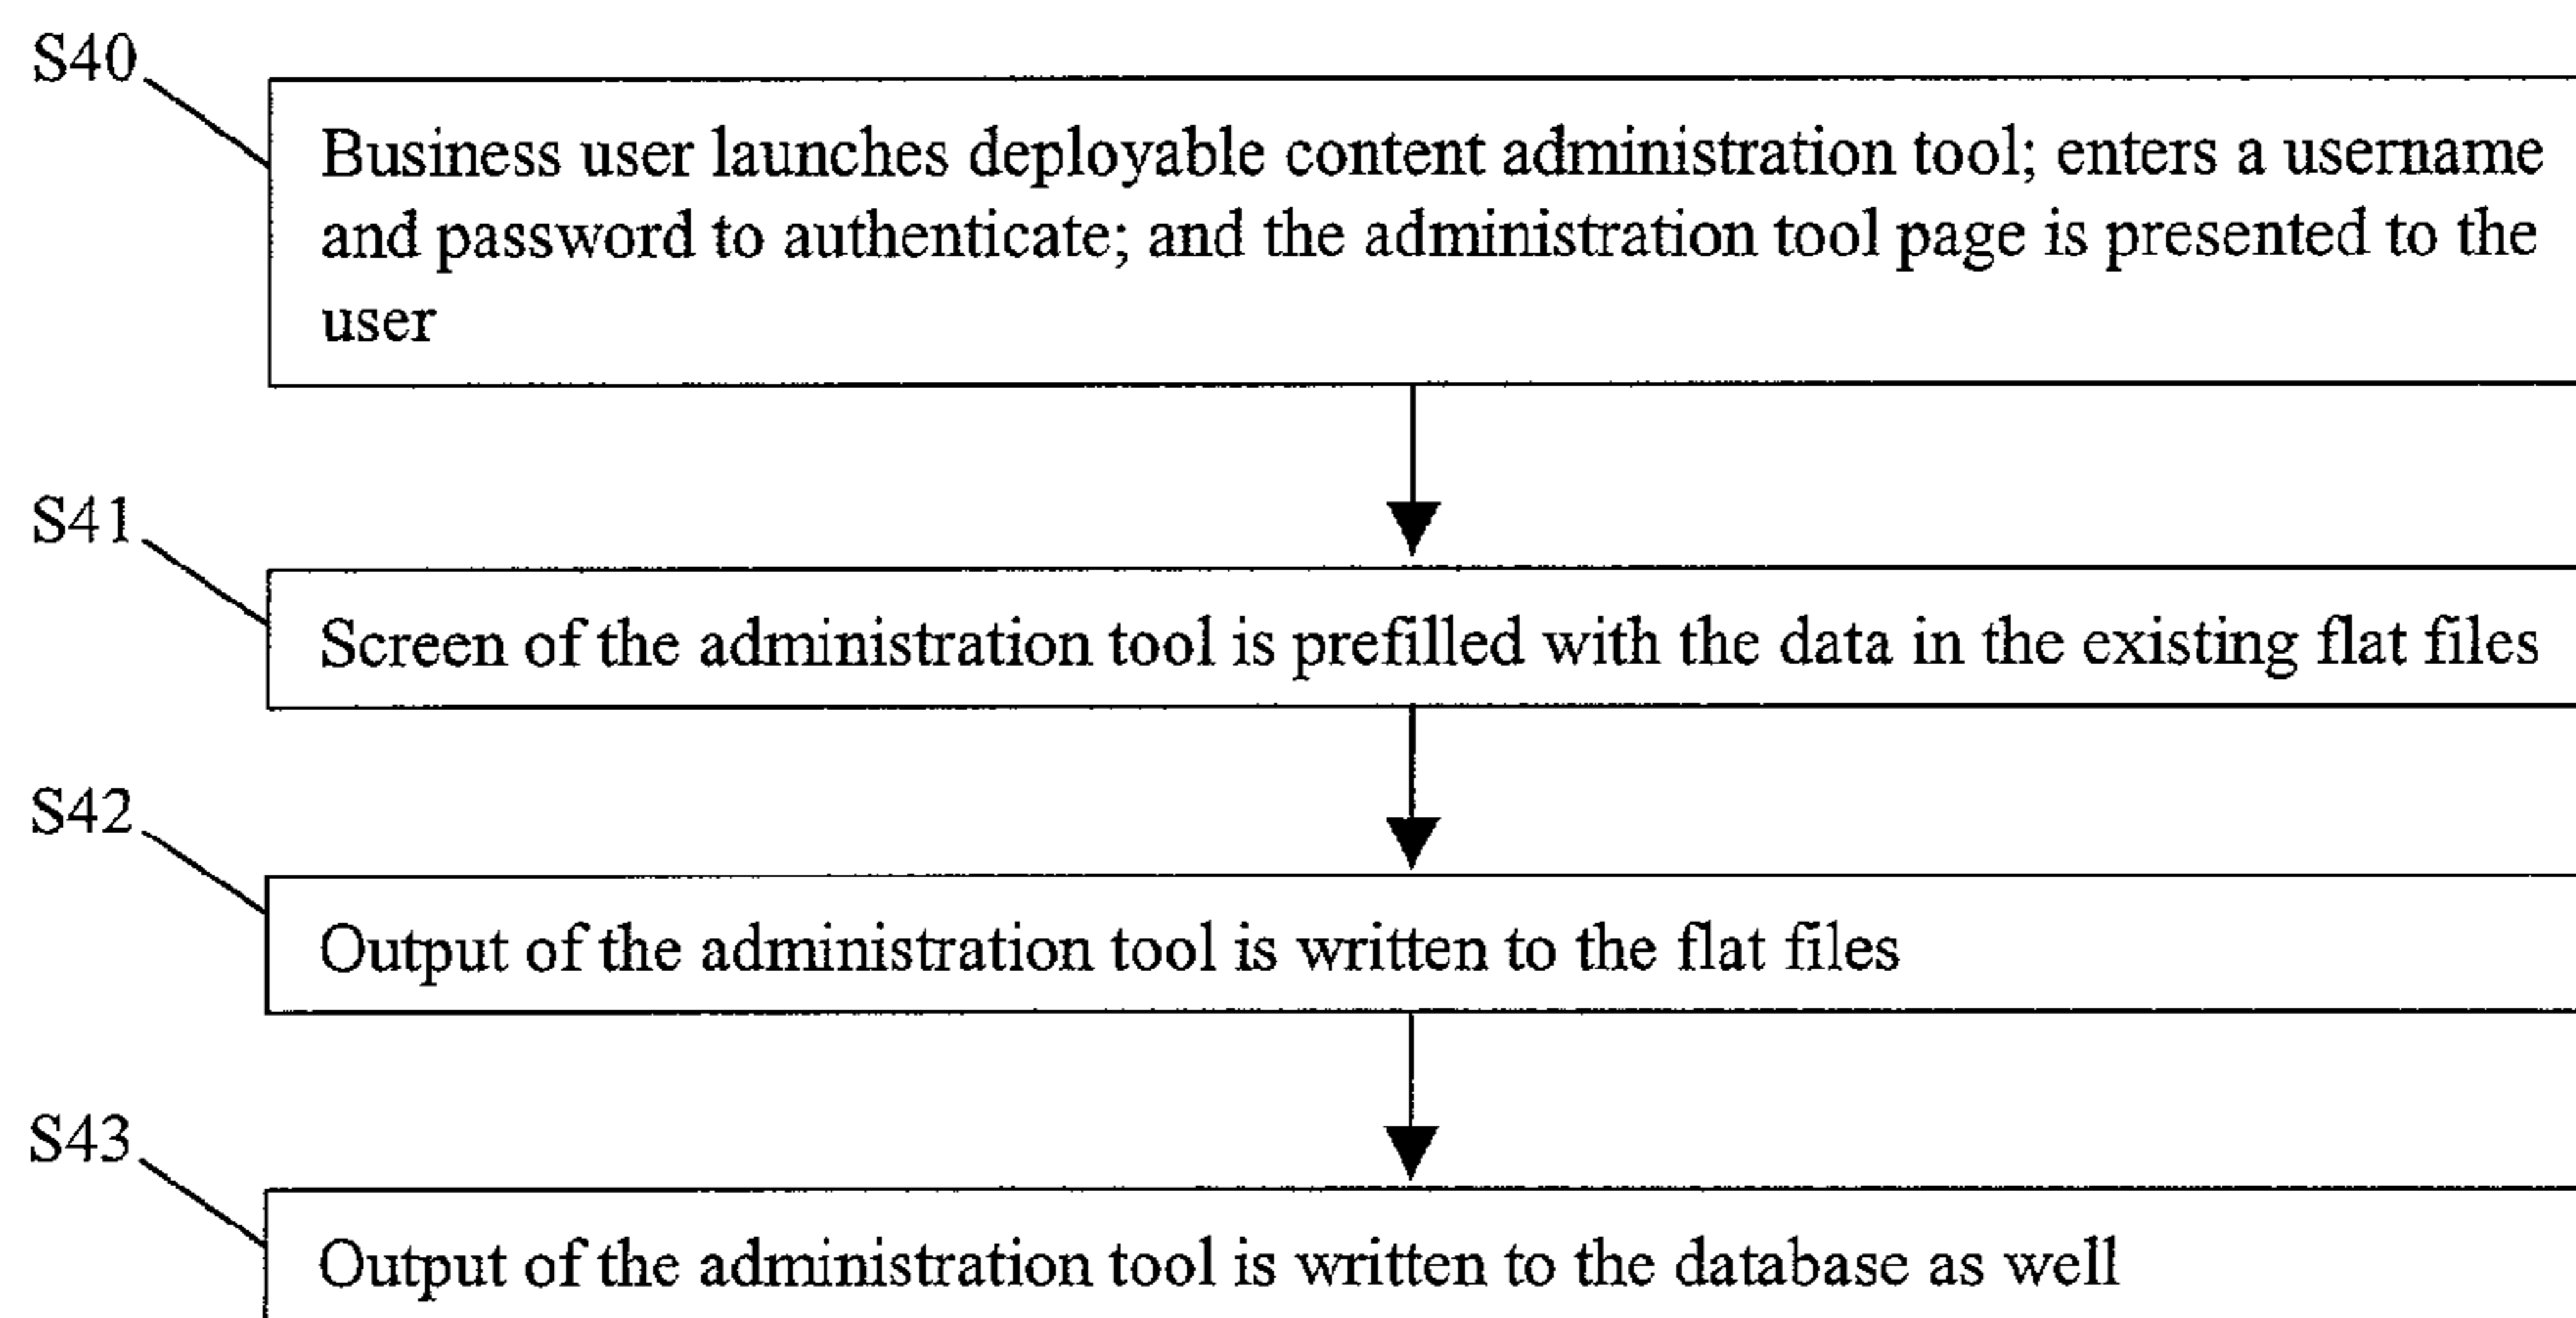 S40
Business user launches deployable content administration tool; enters a username
and password to authenticate; and the administration tool page is presented to the
user
S41
Screen of the administration tool is prefilled with the data in the existing flat files
S42
Output of the administration tool is written to the flat files
S43
Output of the administration tool is written to the database as well